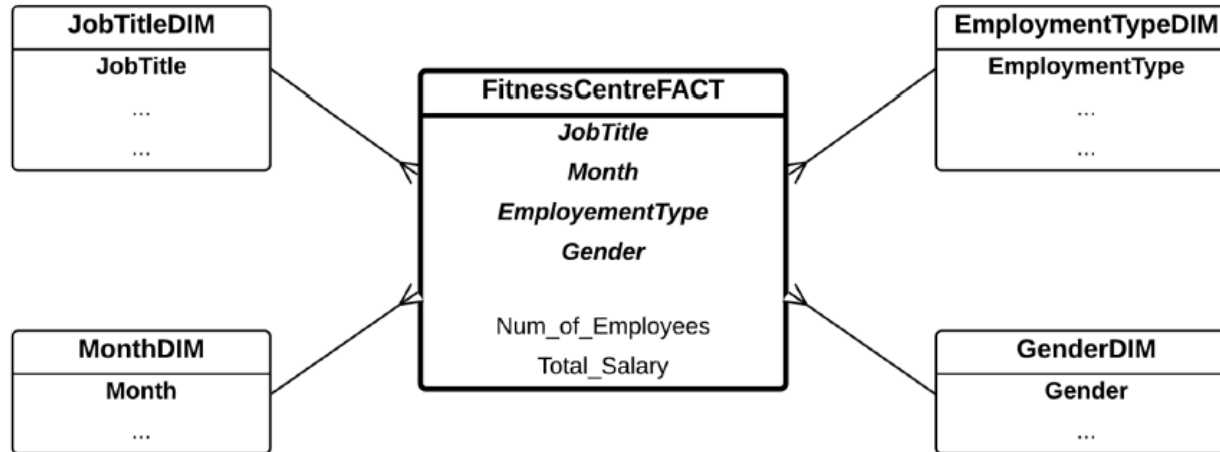 JobTitleDIM
JobTitle
...
...
EmploymentTypeDIM
EmploymentType
...
...
FitnessCentreFACT
JobTitle
Month
EmployementType
Gender
Num_of_Employees
Total_Salary
MonthDIM
Month
...
GenderDIM
Gender
...